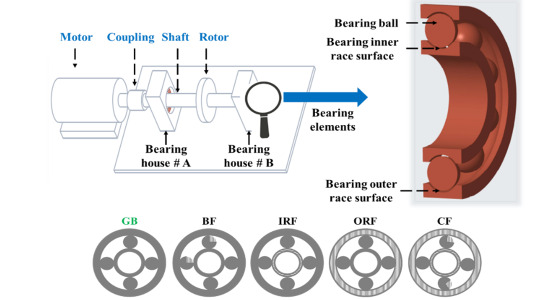 Motor Coupling Shaft Rotor
Bearing
house # A
Bearing
house # B
Bearing
elements
Bearing ball
Bearing inner
race surface
Bearing outer
race surface
GB BF IRF ORF CF